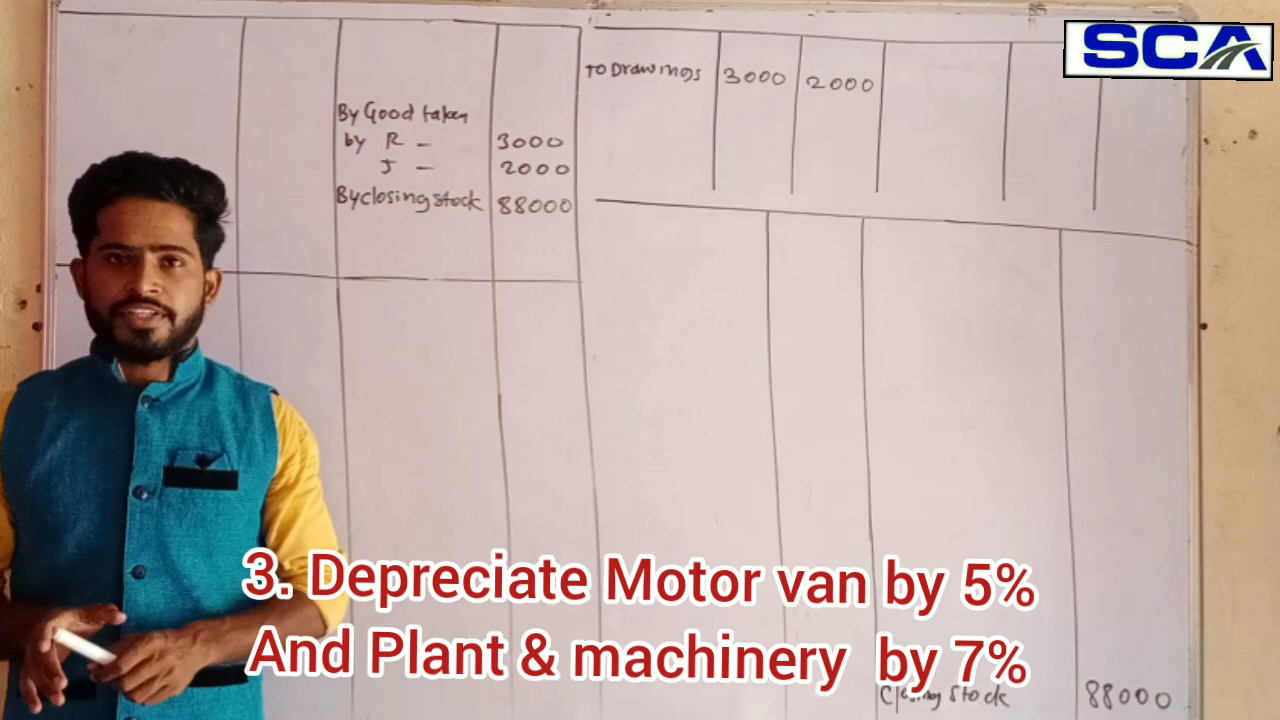 SCA
To Drawings 3000 2000
By Good taken
by R - 3000
J - 2000
By closing stock 88000
3. Depreciate Motor van by 5%
And Plant & machinery by 7%
Closing Stock 88000